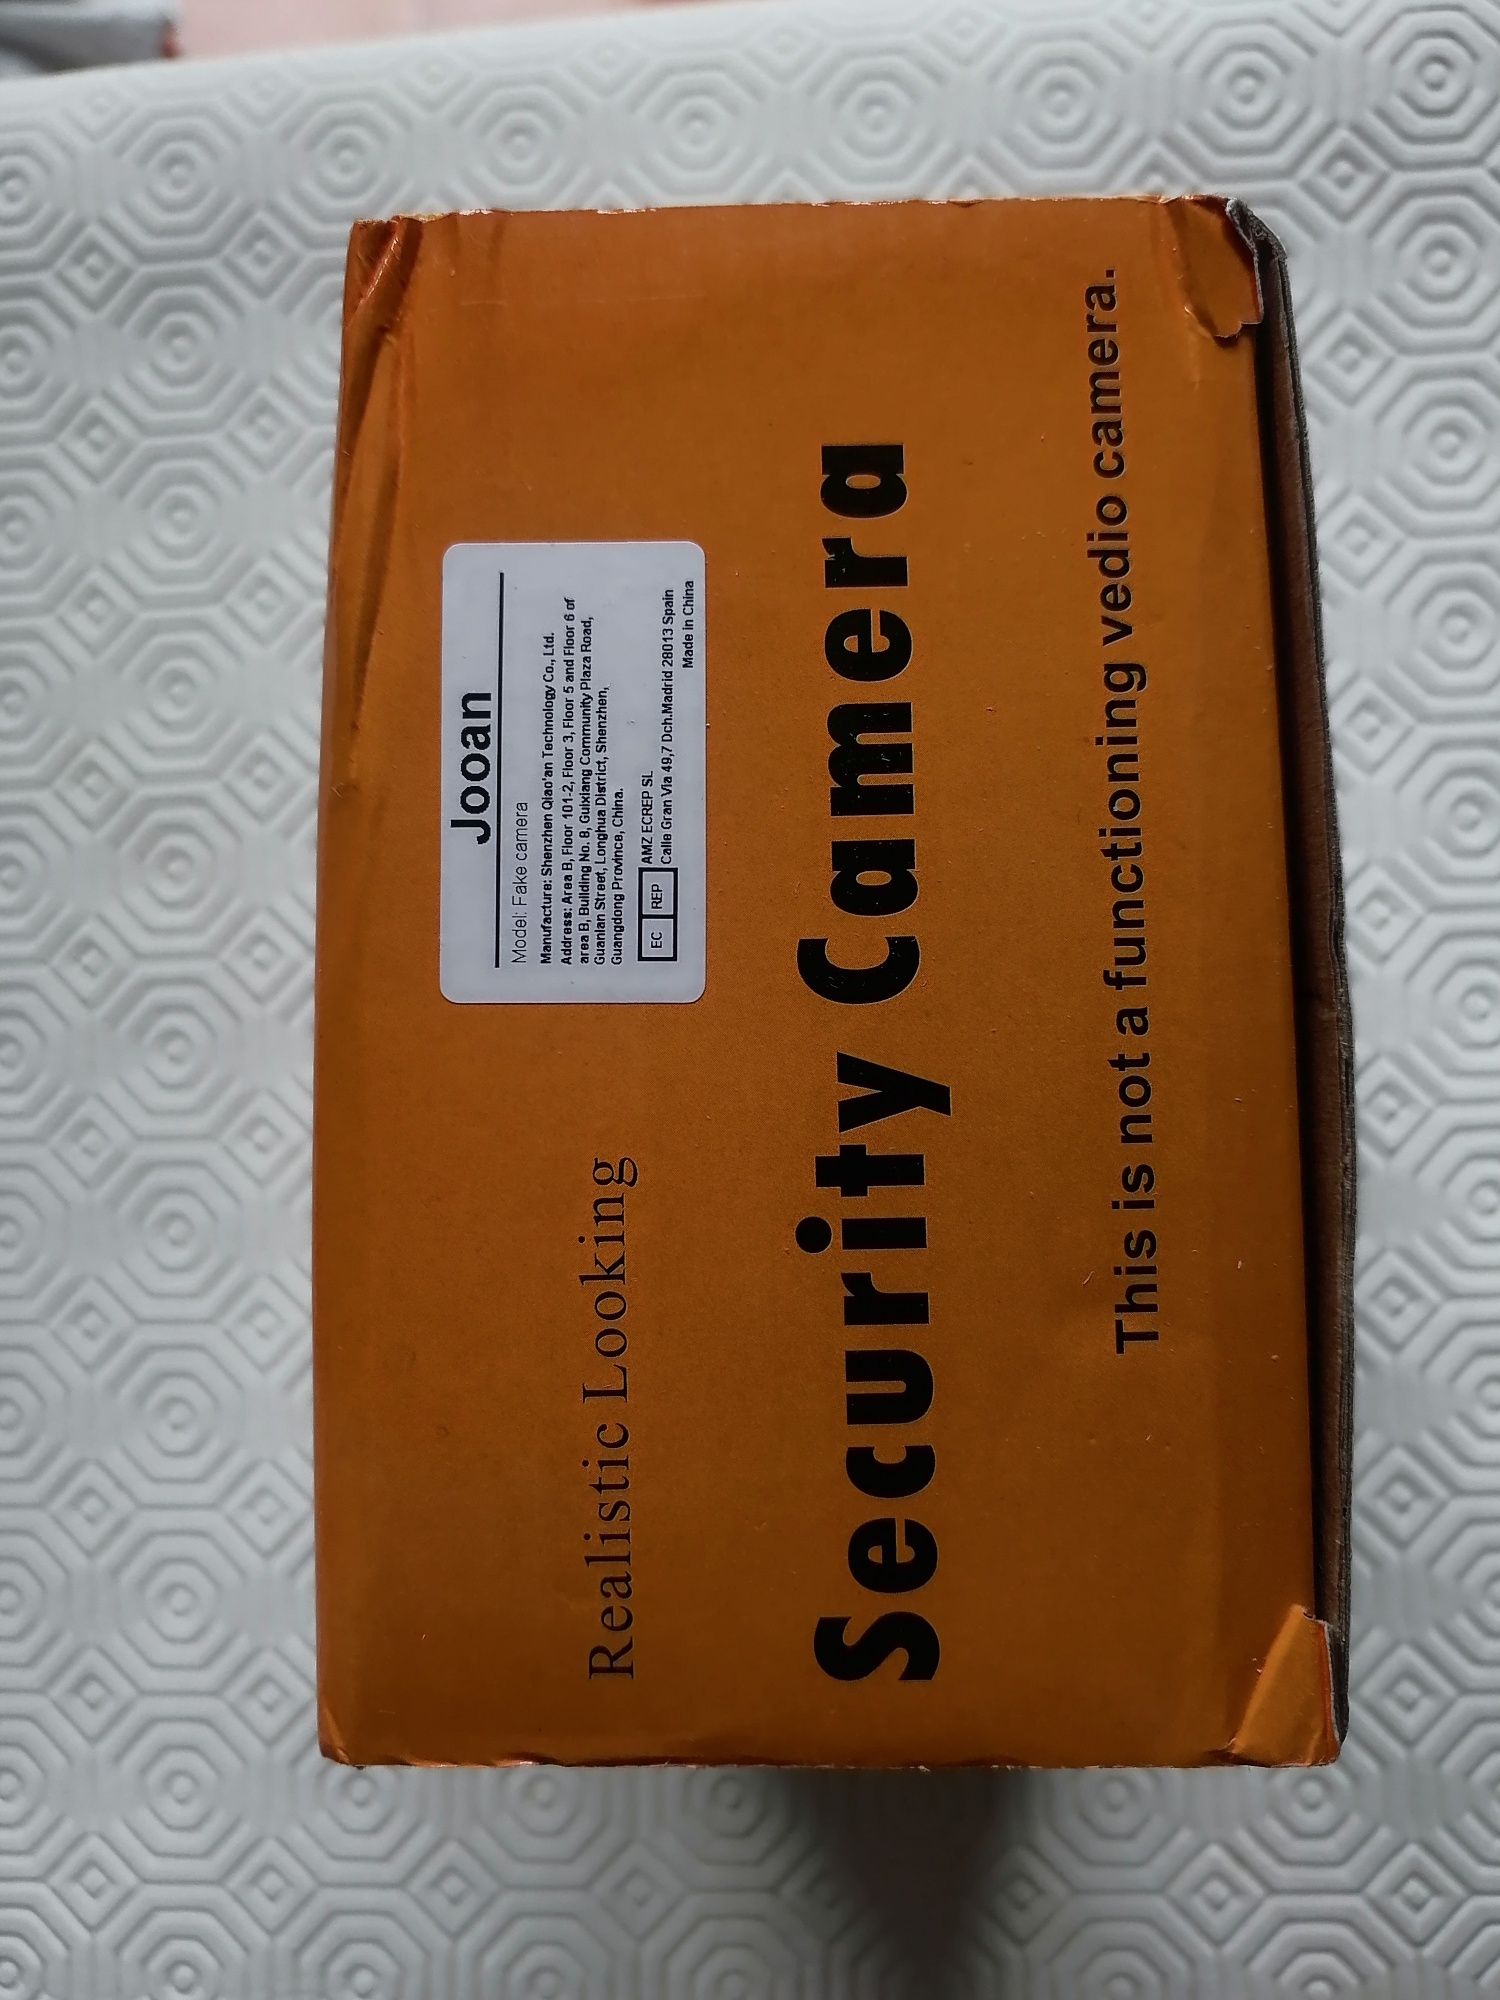 Jooan
Model: Fake camera
Manufacture: Shenzhen Qiao'an Technology Co., Ltd.
Address: Area B, Floor 101-2, Floor 3, Floor 5 and Floor 6 of
area B, Building No. 8, Guixiang Community Plaza Road,
Guanlan Street, Longhua District, Shenzhen,
Guangdong Province, China.
EC REP AMZ ECREP SL
Calle Gran Via 49,7 Dch.Madrid 28013 Spain
Made in China
Realistic Looking
Security Camera
This is not a functioning vedio camera.